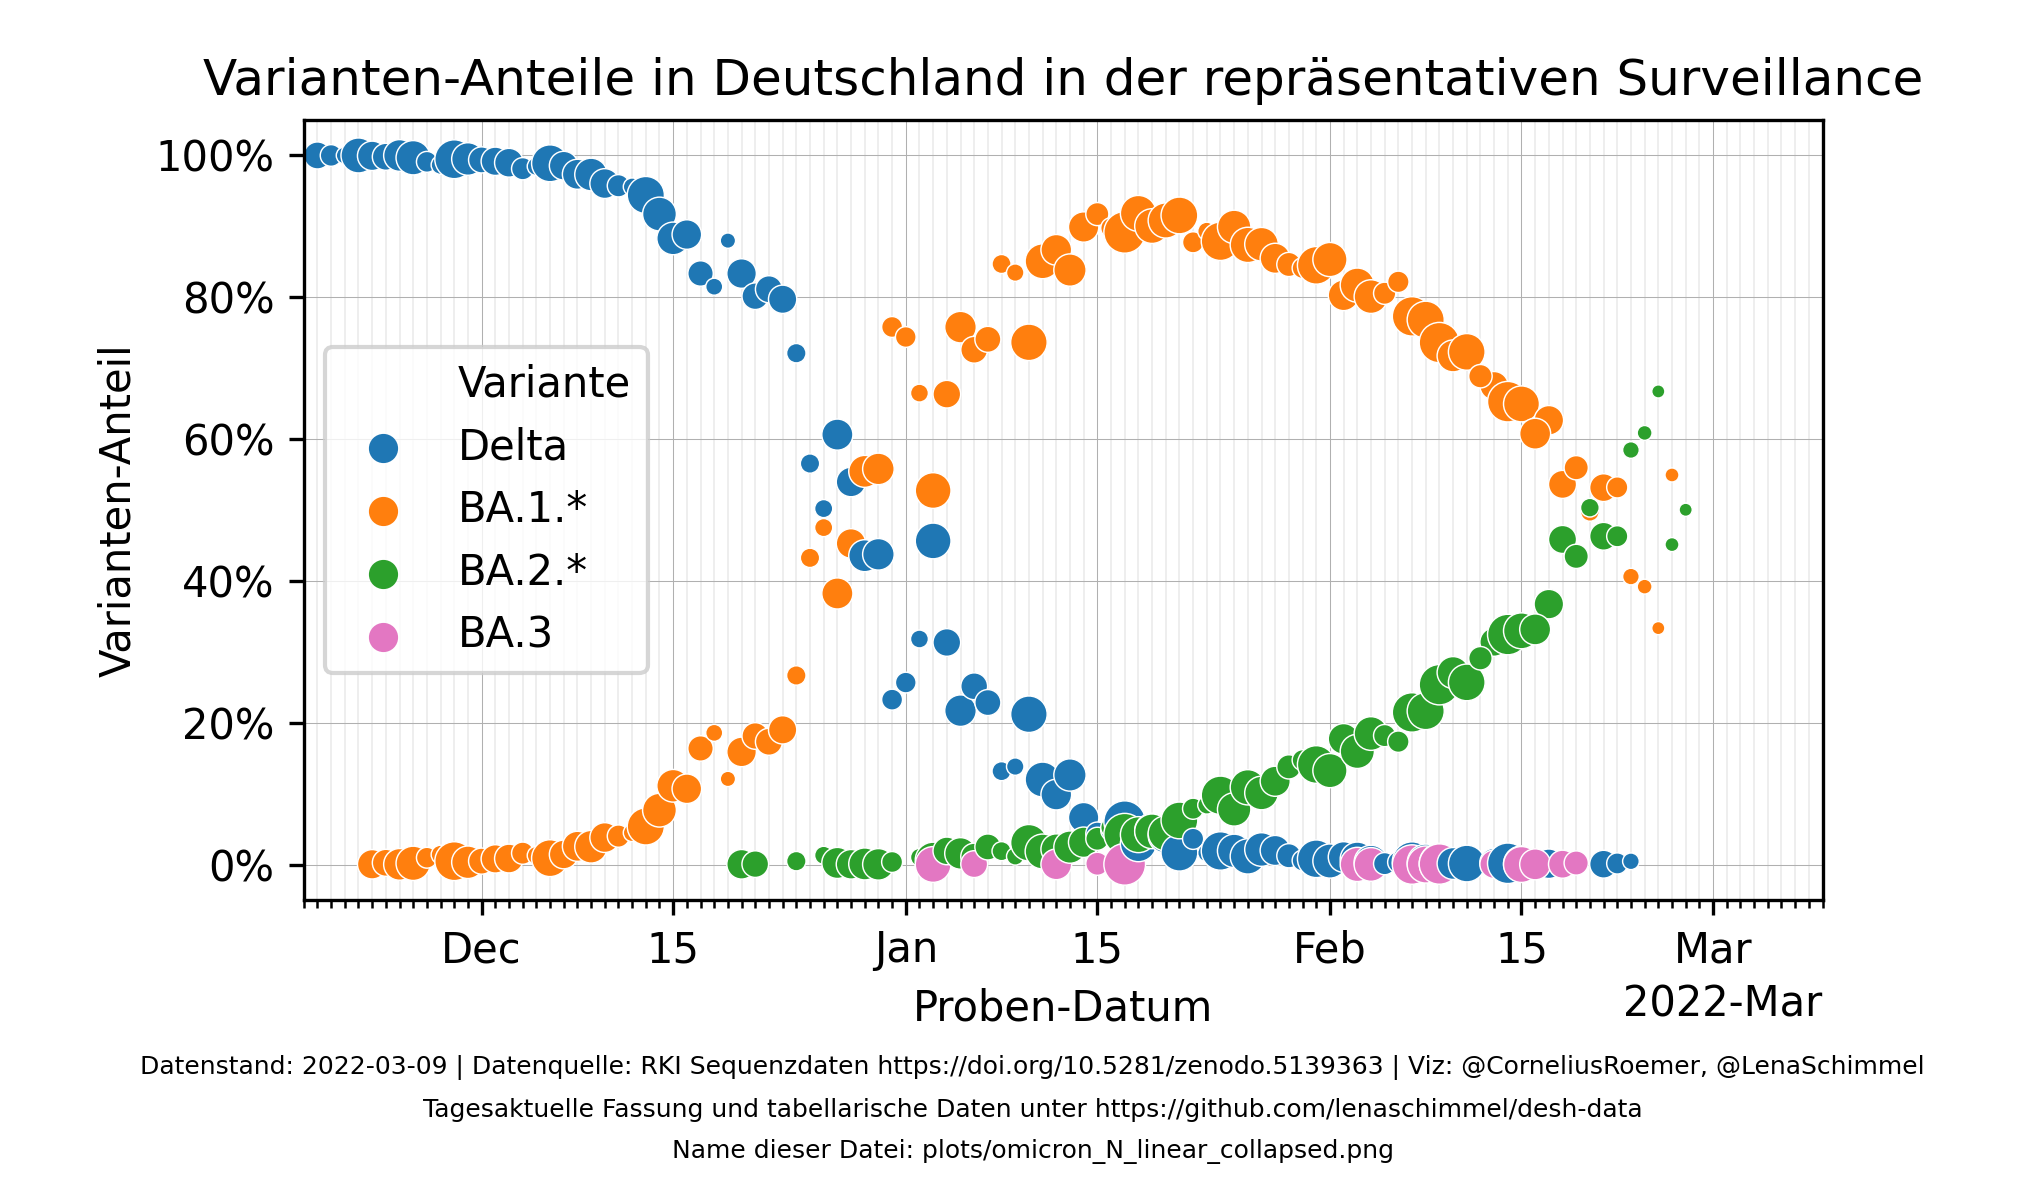 Varianten-Anteile in Deutschland in der repräsentativen Surveillance
Varianten-Anteil
100%
80%
60%
40%
20%
0%
Variante
Delta
BA.1.*
BA.2.*
BA.3
Dec
15
Jan
15
Feb
15
Mar
2022-Mar
Proben-Datum
Datenstand: 2022-03-09 | Datenquelle: RKI Sequenzdaten https://doi.org/10.5281/zenodo.5139363 | Viz: @CorneliusRoemer, @LenaSchimmel
Tagesaktuelle Fassung und tabellarische Daten unter https://github.com/lenaschimmel/desh-data
Name dieser Datei: plots/omicron_N_linear_collapsed.png